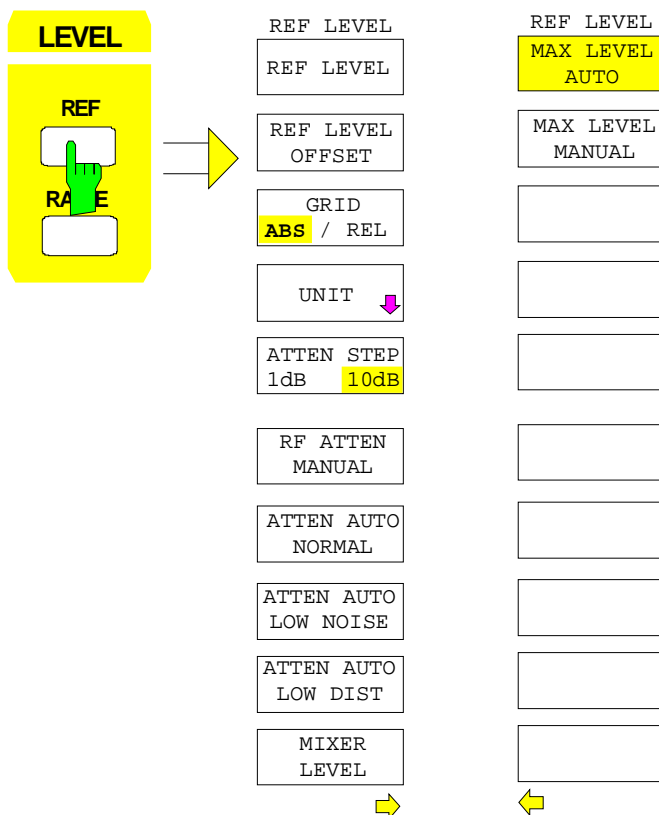 LEVEL
REF
REF LEVEL
REF LEVEL
REF LEVEL
OFFSET
GRID
ABS / REL
UNIT
ATTEN STEP
1dB 10dB
RF ATTEN
MANUAL
ATTEN AUTO
NORMAL
ATTEN AUTO
LOW NOISE
ATTEN AUTO
LOW DIST
MIXER
LEVEL
REF LEVEL
MAX LEVEL
AUTO
MAX LEVEL
MANUAL